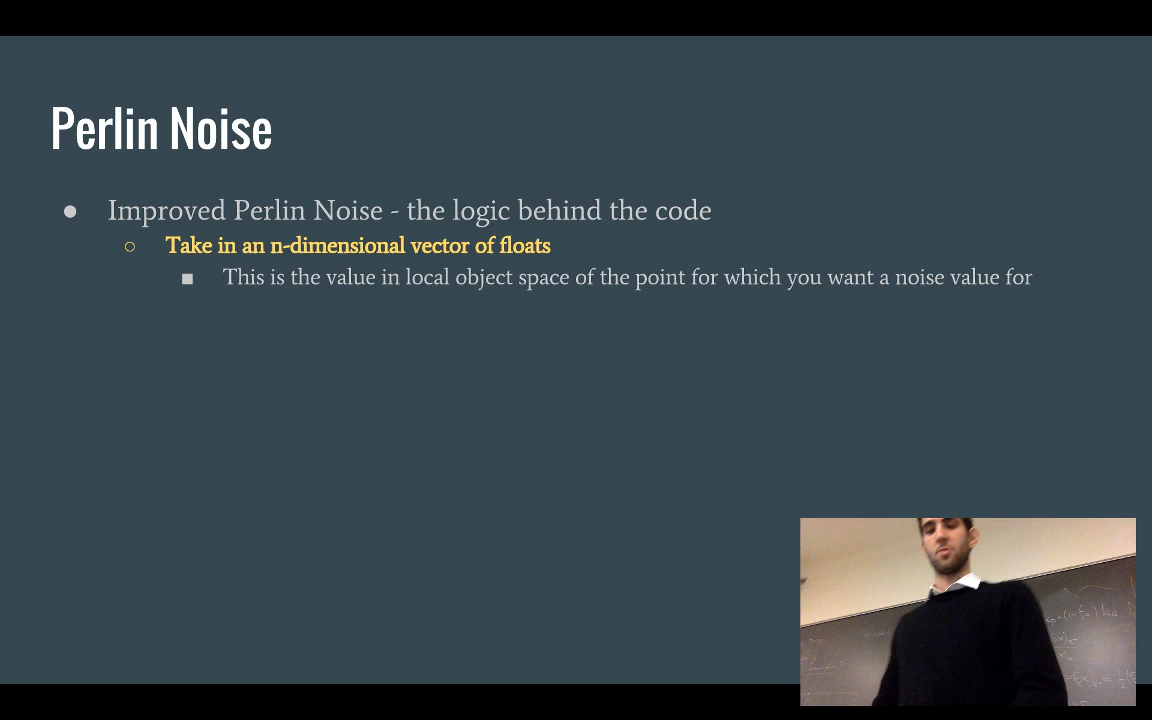 Perlin Noise
● Improved Perlin Noise - the logic behind the code
○ Take in an n-dimensional vector of floats
■ This is the value in local object space of the point for which you want a noise value for